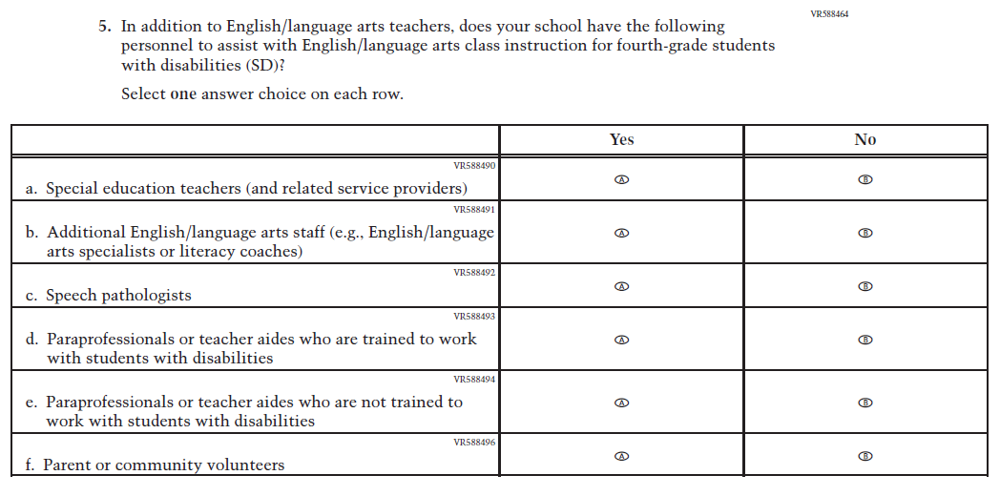 VR588464
5. In addition to English/language arts teachers, does your school have the following
personnel to assist with English/language arts class instruction for fourth-grade students
with disabilities (SD)?
Select one answer choice on each row.
Yes No
VR588490
a. Special education teachers (and related service providers) A B
VR588491
b. Additional English/language arts staff (e.g., English/language
arts specialists or literacy coaches) A B
VR588492
c. Speech pathologists A B
VR588493
d. Paraprofessionals or teacher aides who are trained to work
with students with disabilities A B
VR588494
e. Paraprofessionals or teacher aides who are not trained to
work with students with disabilities A B
VR588496
f. Parent or community volunteers A B